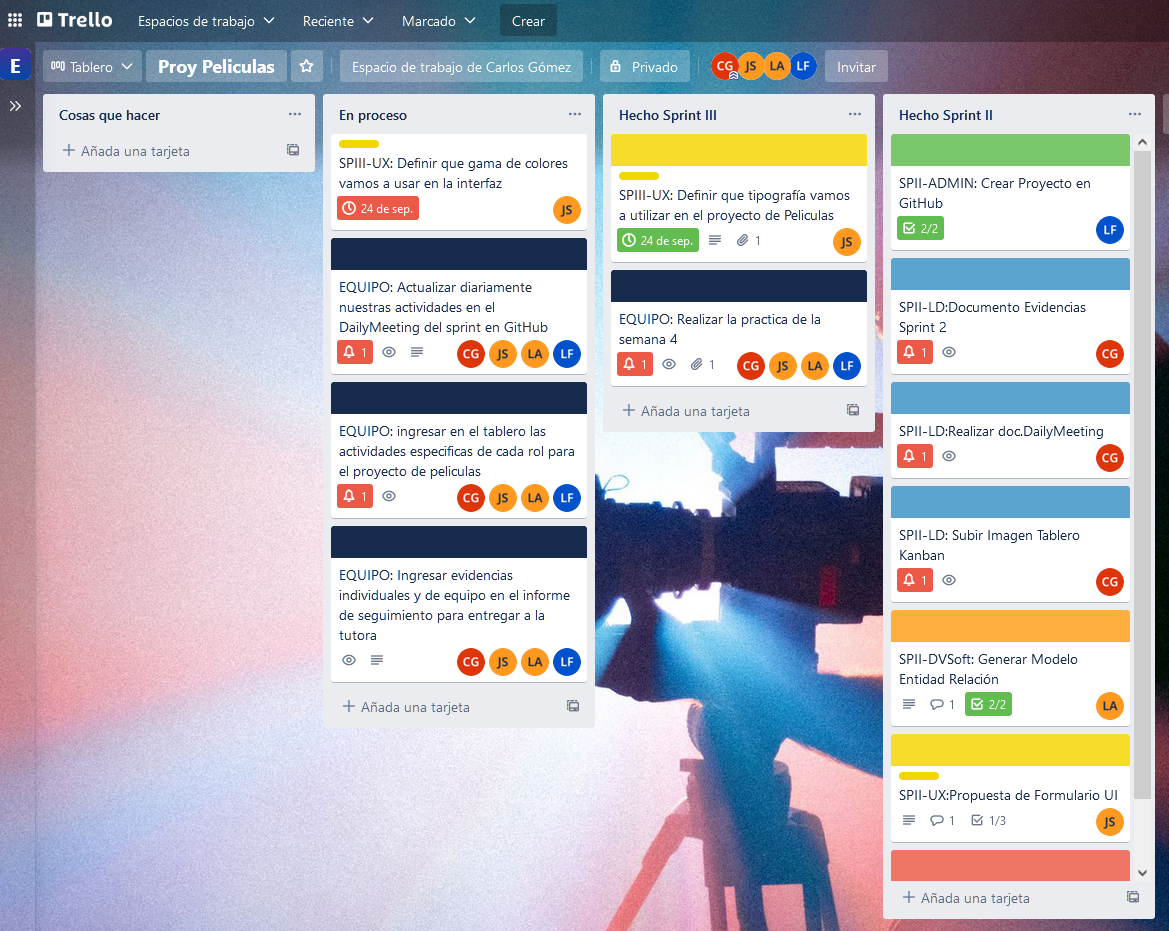 Trello Espacios de trabajo Reciente Marcado Crear
E Tablero Proy Peliculas Espacio de trabajo de Carlos Gómez Privado CG JS LA LF Invitar
Cosas que hacer
Añada una tarjeta
En proceso
SPIII-UX: Definir que gama de colores
vamos a usar en la interfaz
24 de sep. JS
EQUIPO: Actualizar diariamente
nuestras actividades en el
DailyMeeting del sprint en GitHub
1 CG JS LA LF
EQUIPO: ingresar en el tablero las
actividades especificas de cada rol para
el proyecto de peliculas
1 CG JS LA LF
EQUIPO: Ingresar evidencias
individuales y de equipo en el informe
de seguimiento para entregar a la
tutora
CG JS LA LF
Añada una tarjeta
Hecho Sprint III
SPIII-UX: Definir que tipografía vamos
a utilizar en el proyecto de Peliculas
24 de sep. 1 JS
EQUIPO: Realizar la practica de la
semana 4
1 1 CG JS LA LF
Añada una tarjeta
Hecho Sprint II
SPII-ADMIN: Crear Proyecto en
GitHub
2/2 LF
SPII-LD:Documento Evidencias
Sprint 2
1 CG
SPII-LD:Realizar doc.DailyMeeting
1 CG
SPII-LD: Subir Imagen Tablero
Kanban
1 CG
SPII-DVSoft: Generar Modelo
Entidad Relación
1 2/2 LA
SPII-UX:Propuesta de Formulario UI
1 1/3 JS
Añada una tarjeta